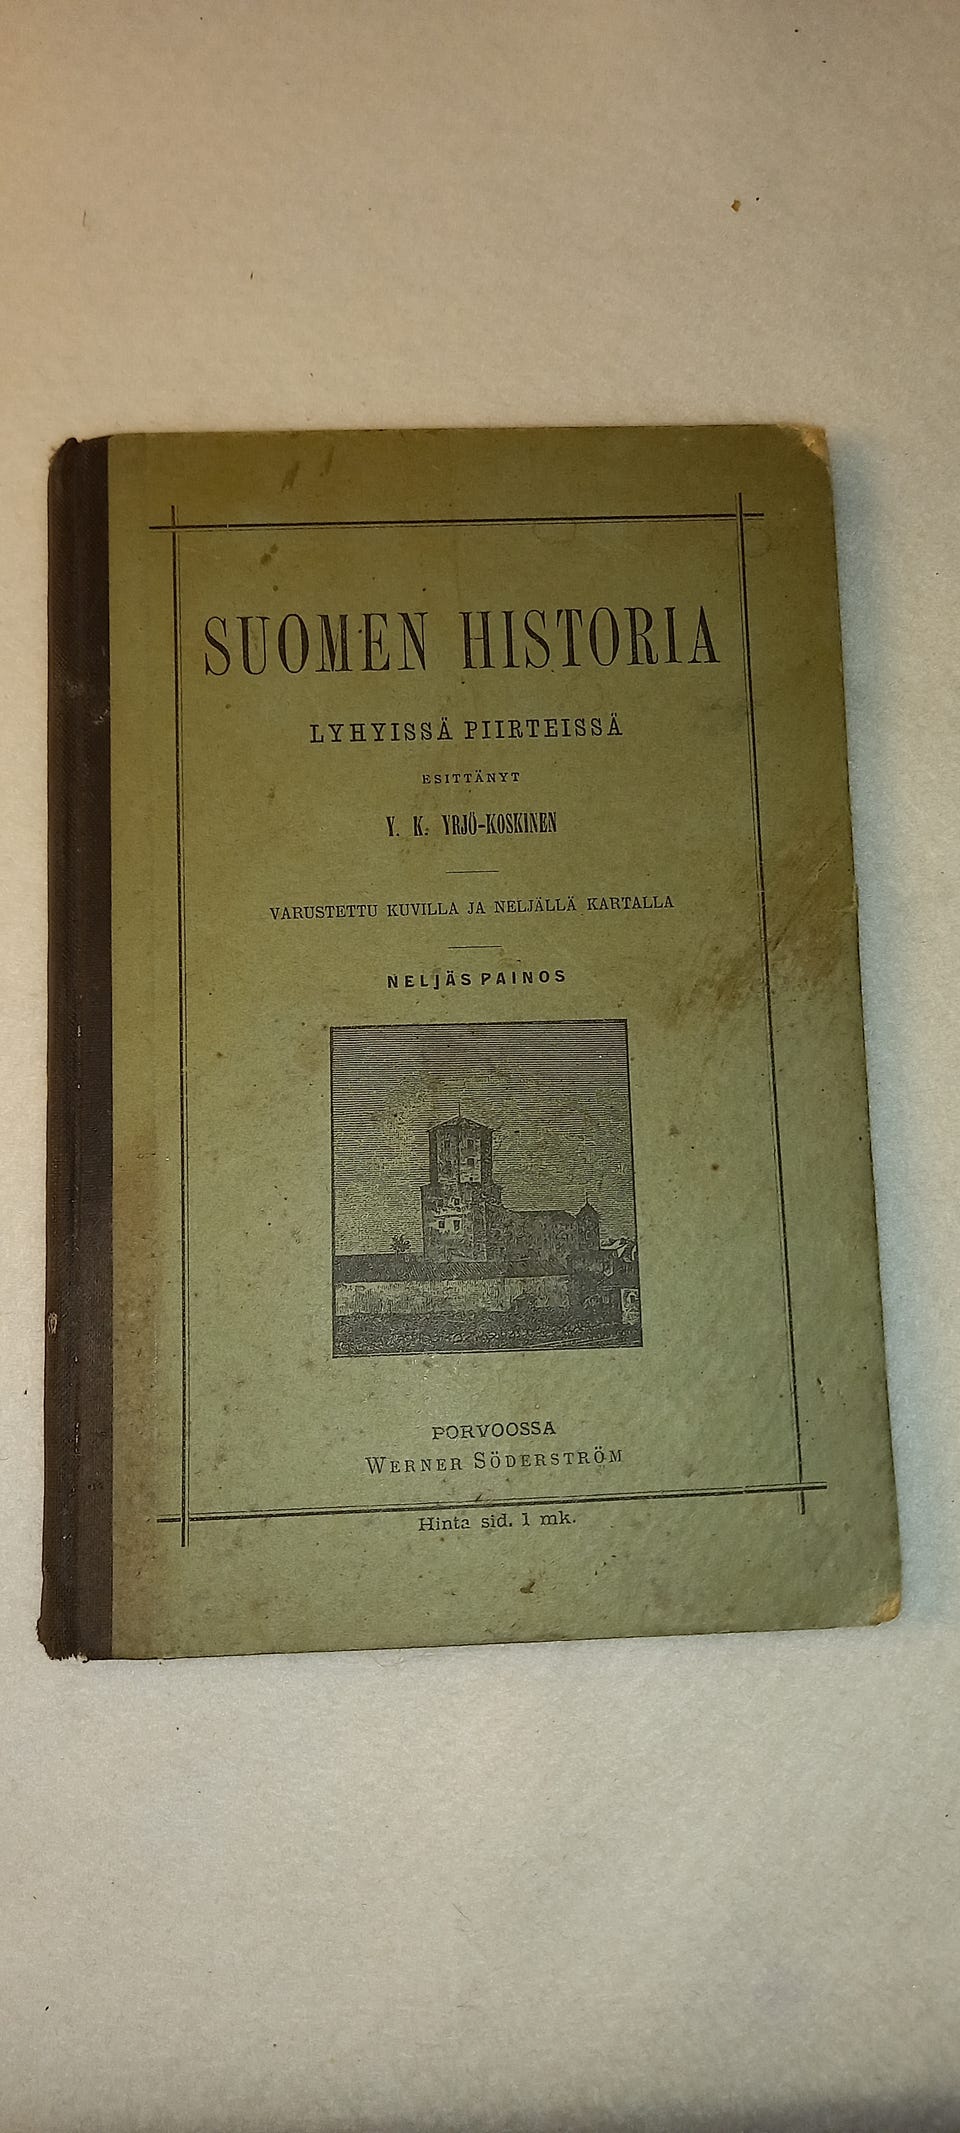 SUOMEN HISTORIA
LYHYISSÄ PIIRTEISSÄ
ESITTÄNYT
Y. K. YRJÖ-KOSKINEN
VARUSTETTU KUVILLA JA NELJÄLLÄ KARTALLA
NELJÄS PAINOS
PORVOOSSA
WERNER SÖDERSTRÖM
Hinta sid. 1 mk.